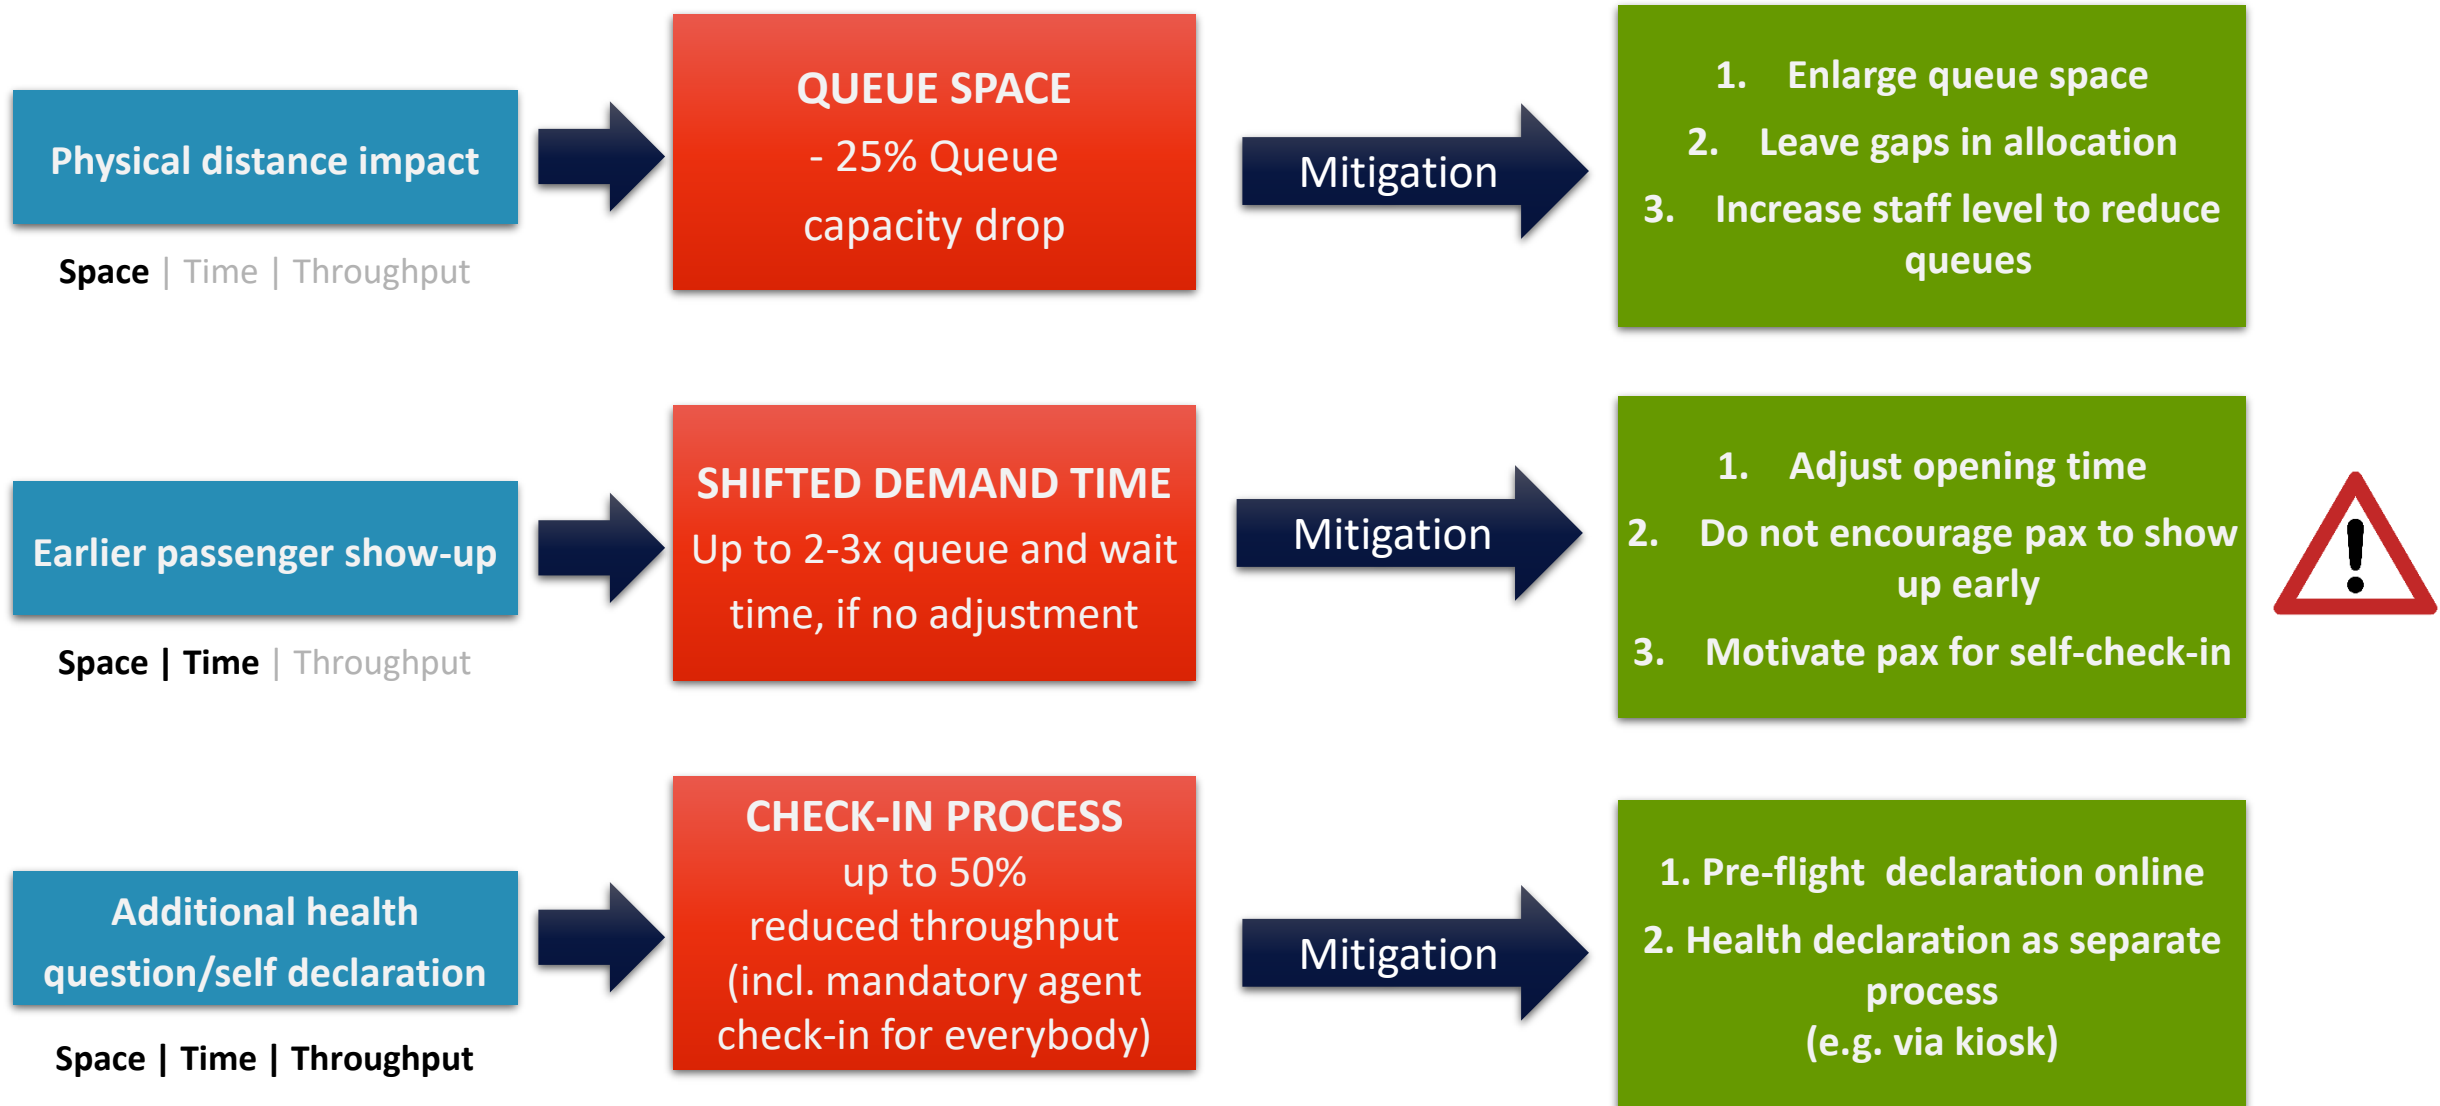 Physical distance impact
Space | Time | Throughput
QUEUE SPACE
- 25% Queue
capacity drop
Mitigation
1. Enlarge queue space
2. Leave gaps in allocation
3. Increase staff level to reduce
queues
Earlier passenger show-up
Space | Time | Throughput
SHIFTED DEMAND TIME
Up to 2-3x queue and wait
time, if no adjustment
Mitigation
1. Adjust opening time
2. Do not encourage pax to show
up early
3. Motivate pax for self-check-in
!
Additional health
question/self declaration
Space | Time | Throughput
CHECK-IN PROCESS
up to 50%
reduced throughput
(incl. mandatory agent
check-in for everybody)
Mitigation
1. Pre-flight declaration online
2. Health declaration as separate
process
(e.g. via kiosk)